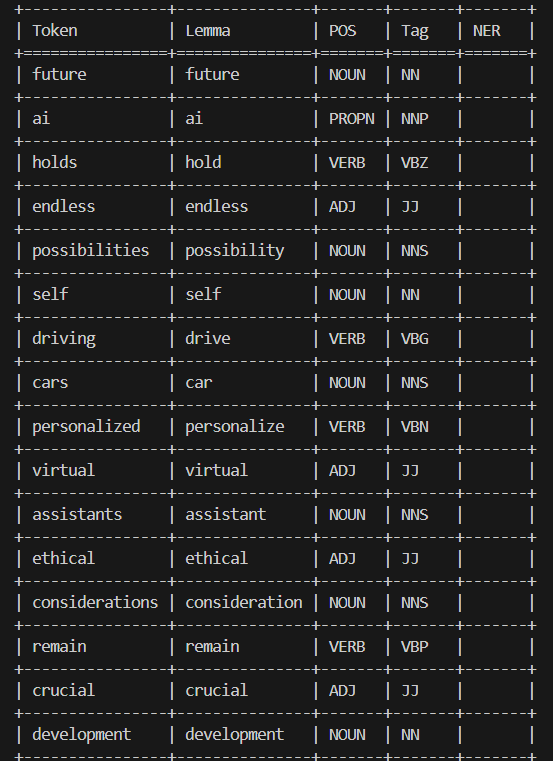 +----------------+--------------+-------+-------+-------+
| Token          | Lemma        | POS   | Tag   | NER   |
+================+==============+=======+=======+=======+
| future         | future       | NOUN  | NN    |       |
+----------------+--------------+-------+-------+-------+
| ai             | ai           | PROPN | NNP   |       |
+----------------+--------------+-------+-------+-------+
| holds          | hold         | VERB  | VBZ   |       |
+----------------+--------------+-------+-------+-------+
| endless        | endless      | ADJ   | JJ    |       |
+----------------+--------------+-------+-------+-------+
| possibilities  | possibility  | NOUN  | NNS   |       |
+----------------+--------------+-------+-------+-------+
| self           | self         | NOUN  | NN    |       |
+----------------+--------------+-------+-------+-------+
| driving        | drive        | VERB  | VBG   |       |
+----------------+--------------+-------+-------+-------+
| cars           | car          | NOUN  | NNS   |       |
+----------------+--------------+-------+-------+-------+
| personalized   | personalize  | VERB  | VBN   |       |
+----------------+--------------+-------+-------+-------+
| virtual        | virtual      | ADJ   | JJ    |       |
+----------------+--------------+-------+-------+-------+
| assistants     | assistant    | NOUN  | NNS   |       |
+----------------+--------------+-------+-------+-------+
| ethical        | ethical      | ADJ   | JJ    |       |
+----------------+--------------+-------+-------+-------+
| considerations | consideration | NOUN  | NNS   |       |
+----------------+--------------+-------+-------+-------+
| remain         | remain       | VERB  | VBP   |       |
+----------------+--------------+-------+-------+-------+
| crucial        | crucial      | ADJ   | JJ    |       |
+----------------+--------------+-------+-------+-------+
| development    | development  | NOUN  | NN    |       |
+----------------+--------------+-------+-------+-------+